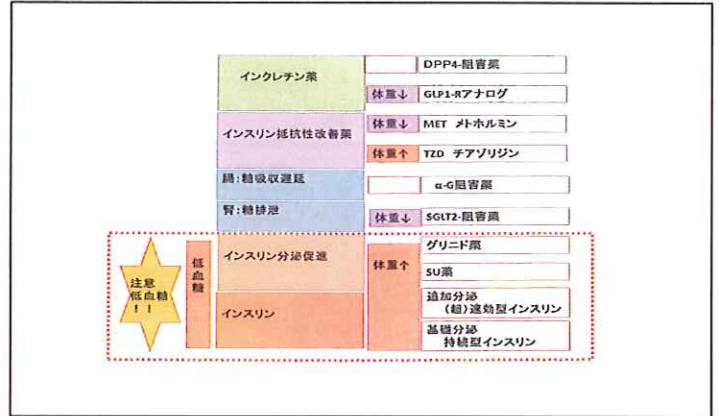 インクレチン薬
DPP4-阻害薬
体重↓
GLP1-Rアナログ
インスリン抵抗性改善薬
体重↓
MET メトホルミン
体重↑
TZD チアゾリジン
腸:糖吸収遅延
α-G阻害薬
腎:糖排泄
体重↓
SGLT2-阻害薬
注意
低血糖
!!
低血糖
インスリン分泌促進
体重↑
グリニド薬
SU薬
インスリン
追加分泌
(超)速効型インスリン
基礎分泌
持続型インスリン